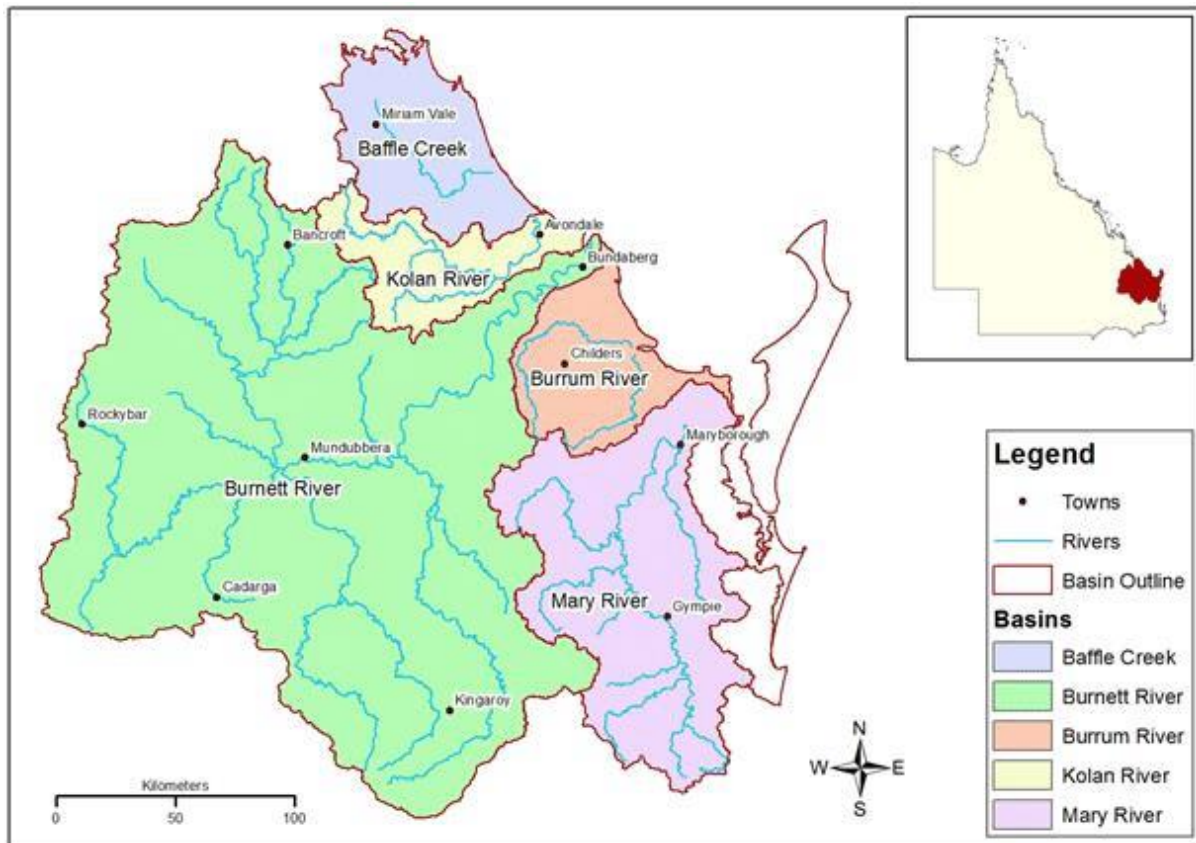 Miriam Vale
Baffle Creek
Bancroft
Avondale
Kolan River
Bundaberg
Childers
Burrum River
Rockybar
Maryborough
Mundubbera
Burnett River
Cadarga
Mary River
Gympie
Kingaroy
Kilometers
0 50 100
N
W E
S
Legend
Towns
Rivers
Basin Outline
Basins
Baffle Creek
Burnett River
Burrum River
Kolan River
Mary River